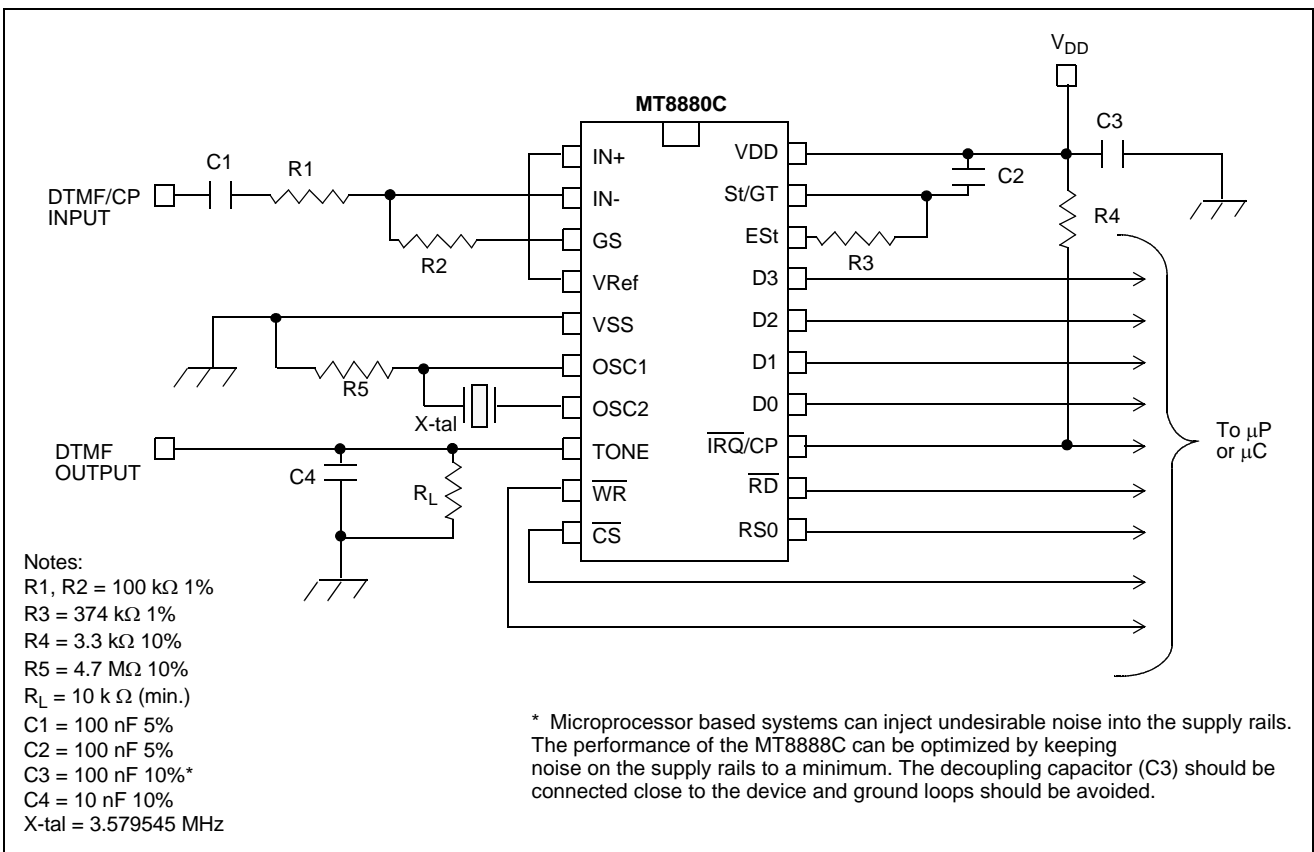 VDD
MT8880C
C3
C1
R1
IN+
VDD
C2
DTMF/CP
INPUT
IN-
St/GT
R4
GS
ESt
R2
R3
VRef
D3
VSS
D2
OSC1
D1
R5
X-tal
OSC2
D0
To μP
or μC
DTMF
OUTPUT
TONE
IRQ/CP
C4
RL
WR
RD
CS
RS0
Notes:
R1, R2 = 100 kΩ 1%
R3 = 374 kΩ 1%
R4 = 3.3 kΩ 10%
R5 = 4.7 MΩ 10%
RL = 10 k Ω (min.)
C1 = 100 nF 5%
C2 = 100 nF 5%
C3 = 100 nF 10%*
C4 = 10 nF 10%
X-tal = 3.579545 MHz
* Microprocessor based systems can inject undesirable noise into the supply rails.
The performance of the MT8888C can be optimized by keeping
noise on the supply rails to a minimum. The decoupling capacitor (C3) should be
connected close to the device and ground loops should be avoided.